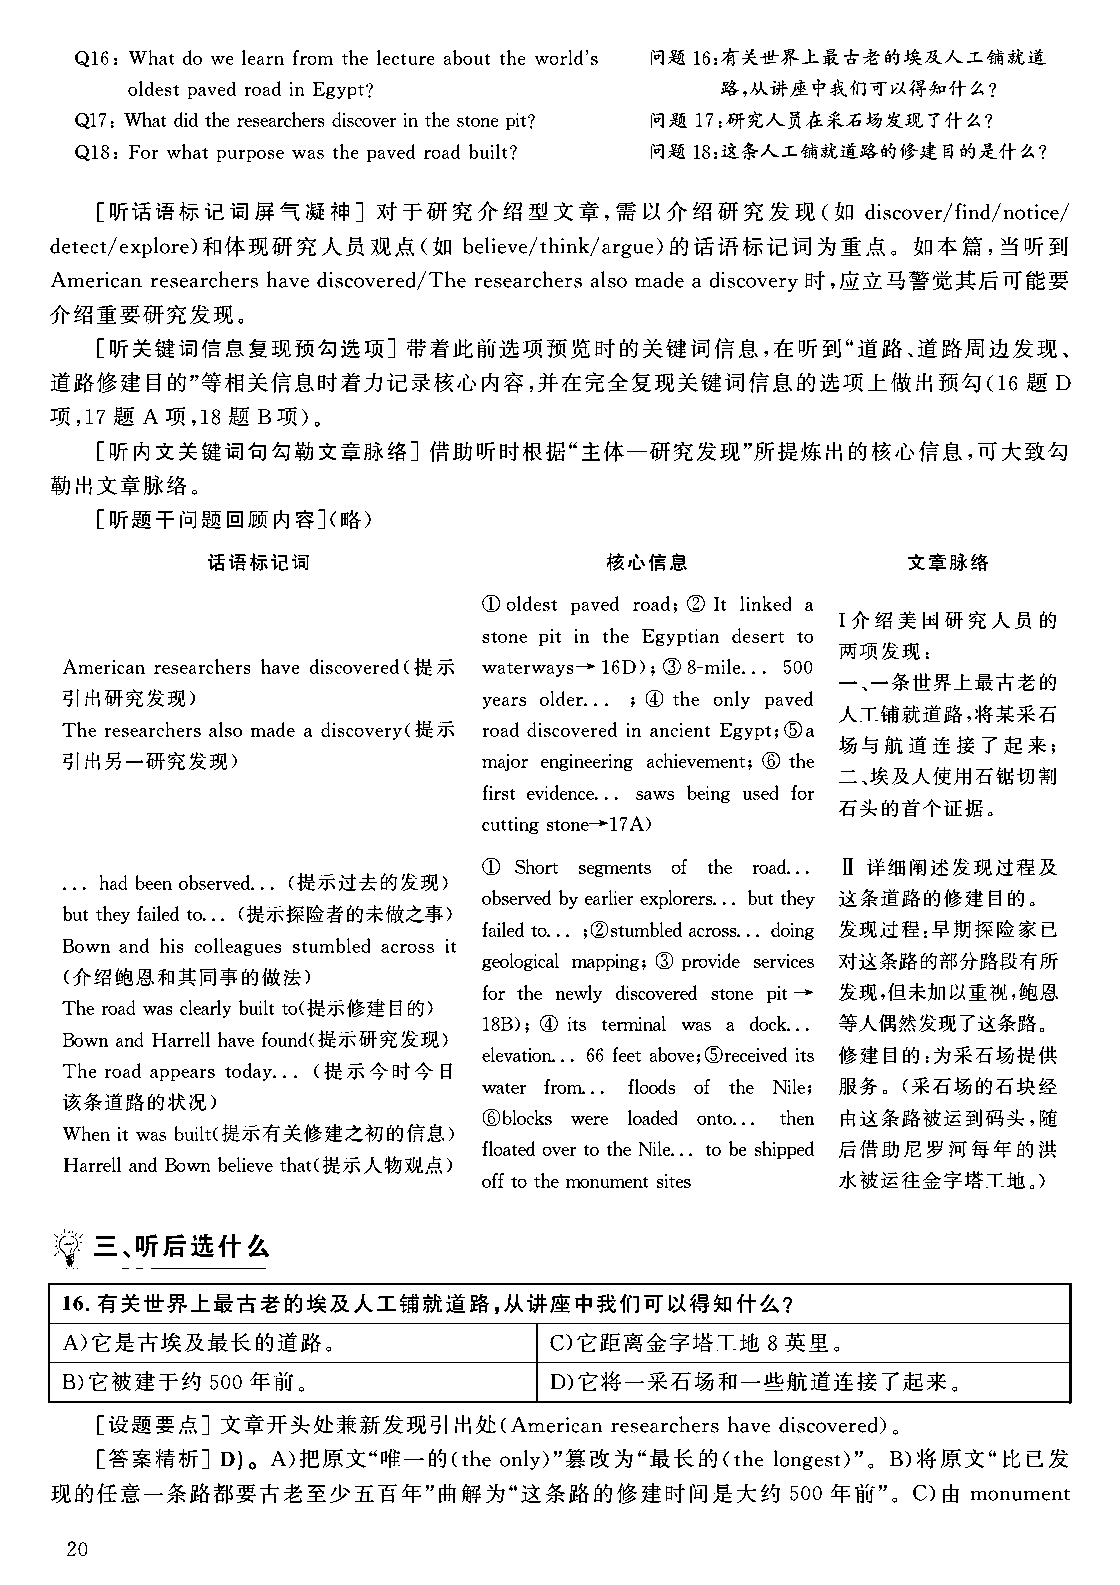 Q16: What do we learn from the lecture about the world's
oldest paved road in Egypt?
Q17: What did the researchers discover in the stone pit?
Q18: For what purpose was the paved road built?
问题16:有关世界上最古老的埃及人工铺就道
路,从讲座中我们可以得知什么?
问题17:研究人员在采石场发现了什么?
问题18:这条人工铺就道路的修建目的是什么?
[听话语标记词屏气凝神] 对于研究介绍型文章,需以介绍研究发现(如 discover/find/notice/
detect/explore)和体现研究人员观点(如 believe/think/argue)的话语标记词为重点。如本篇,当听到
American researchers have discovered/The researchers also made a discovery 时,应立马警觉其后可能要
介绍重要研究发现。
[听关键词信息复现预勾选项] 带着此前选项预览时的关键词信息,在听到“道路、道路周边发现、
道路修建目的”等相关信息时着力记录核心内容,并在完全复现关键词信息的选项上做出预勾(16 题 D
项,17 题 A 项,18 题 B 项)。
[听内文关键词句勾勒文章脉络] 借助听时根据“主体—研究发现”所提炼出的核心信息,可大致勾
勒出文章脉络。
[听题干问题回顾内容](略)
话语标记词
核心信息
文章脉络
American researchers have discovered(提示
引出研究发现)
The researchers also made a discovery(提示
引出另一研究发现)
① oldest paved road; ② It linked a
stone pit in the Egyptian desert to
waterways→16D); ③ 8-mile... 500
years older... ; ④ the only paved
road discovered in ancient Egypt; ⑤ a
major engineering achievement; ⑥ the
first evidence... saws being used for
cutting stone→17A)
Ⅰ介绍美国研究人员的
两项发现:
一、一条世界上最古老的
人工铺就道路,将某采石
场与航道连接了起来;
二、埃及人使用石锯切割
石头的首个证据。
... had been observed... (提示过去的发现)
but they failed to... (提示探险者的未做之事)
Bown and his colleagues stumbled across it
(介绍鲍恩和其同事的做法)
The road was clearly built to(提示修建目的)
Bown and Harrell have found(提示研究发现)
The road appears today... (提示今时今日
该条道路的状况)
When it was built(提示有关修建之初的信息)
Harrell and Bown believe that(提示人物观点)
① Short segments of the road...
observed by earlier explorers... but they
failed to... ;②stumbled across... doing
geological mapping; ③ provide services
for the newly discovered stone pit→
18B); ④ its terminal was a dock...
elevation... 66 feet above;⑤received its
water from... floods of the Nile;
⑥blocks were loaded onto... then
floated over to the Nile... to be shipped
off to the monument sites
Ⅱ 详细阐述发现过程及
这条道路的修建目的。
发现过程:早期探险家已
对这条路的部分路段有所
发现,但未加以重视,鲍恩
等人偶然发现了这条路。
修建目的:为采石场提供
服务。(采石场的石块经
由这条路被运到码头,随
后借助尼罗河每年的洪
水被运往金字塔工地。)
三、听后选什么
16. 有关世界上最古老的埃及人工铺就道路,从讲座中我们可以得知什么?
A)它是古埃及最长的道路。
C)它距离金字塔工地 8 英里。
B)它被建于约 500 年前。
D)它将一采石场和一些航道连接了起来。
[设题要点] 文章开头处兼新发现引出处(American researchers have discovered)。
[答案精析] D)。A)把原文“唯一的(the only)”篡改为“最长的(the longest)”。B)将原文“比已发
现的任意一条路都要古老至少五百年”曲解为“这条路的修建时间是大约 500 年前”。C)由 monument
20